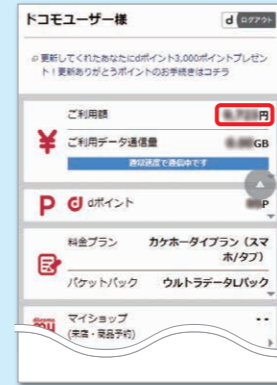 ドコモユーザー様
d ログアウト
更新してくれたあなたにdポイント3,000ポイントプレゼン
ト！更新ありがとうポイントのお手続きはコチラ
ご利用額
円
ご利用データ通信量
GB
通信速度で通信中です
P d dポイント
P
料金プラン
カケホーダイプラン（スマ
ホ/タブ）
パケットパック
ウルトラデータLパック
マイショップ
--
(来店・商品予約)